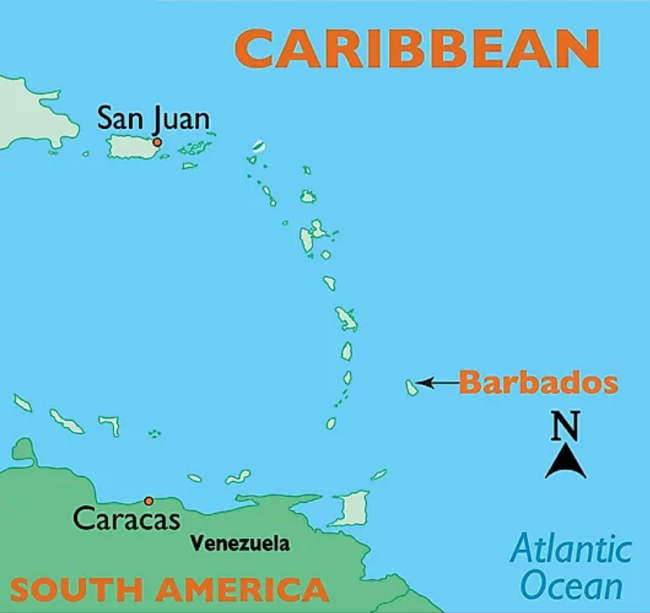 CARIBBEAN
San Juan
Barbados
N
Caracas
Venezuela
Atlantic
Ocean
SOUTH AMERICA